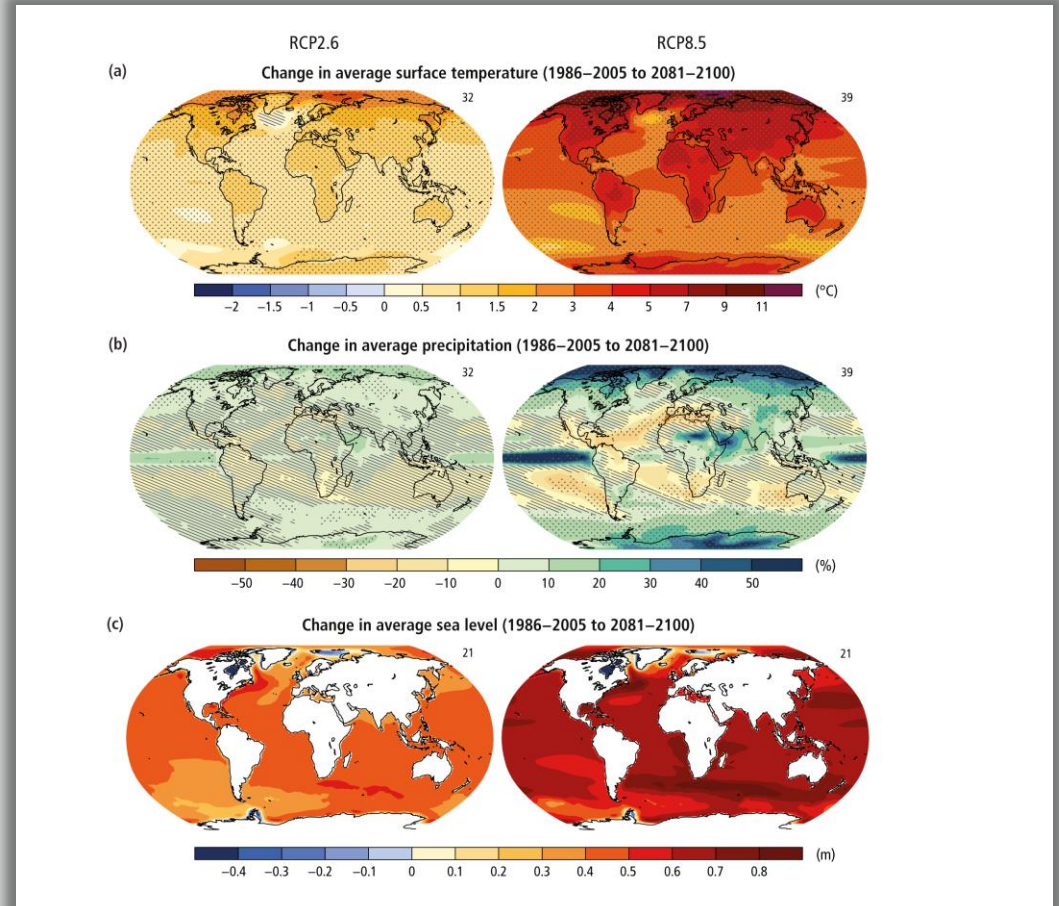 RCP2.6 RCP8.5
(a) Change in average surface temperature (1986−2005 to 2081−2100)
32 39
−2 −1.5 −1 −0.5 0 0.5 1 1.5 2 3 4 5 7 9 11 (°C)
(b) Change in average precipitation (1986−2005 to 2081−2100)
32 39
−50 −40 −30 −20 −10 0 10 20 30 40 50 (%)
(c) Change in average sea level (1986−2005 to 2081−2100)
21 21
−0.4 −0.3 −0.2 −0.1 0 0.1 0.2 0.3 0.4 0.5 0.6 0.7 0.8 (m)